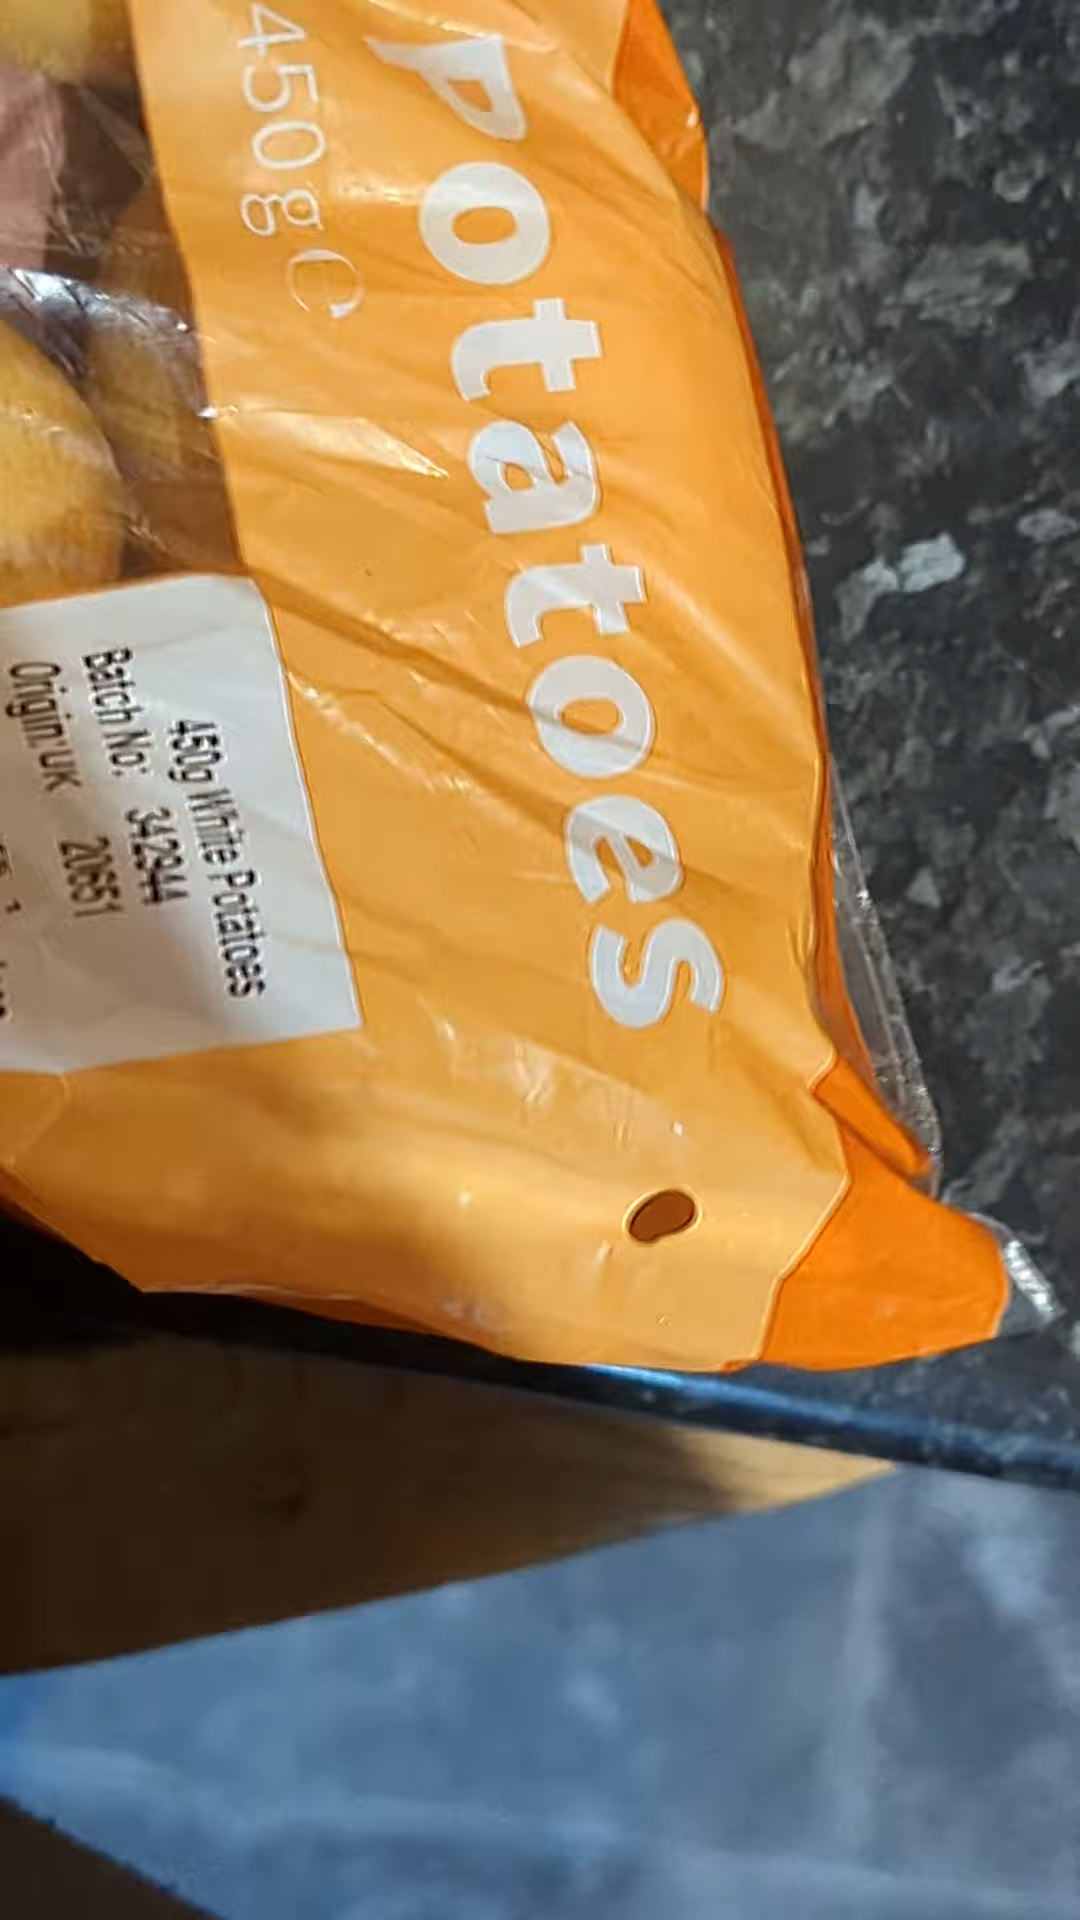 Potatoes
450g e
450g White Potatoes
Batch No: 342944
Origin: UK 20651